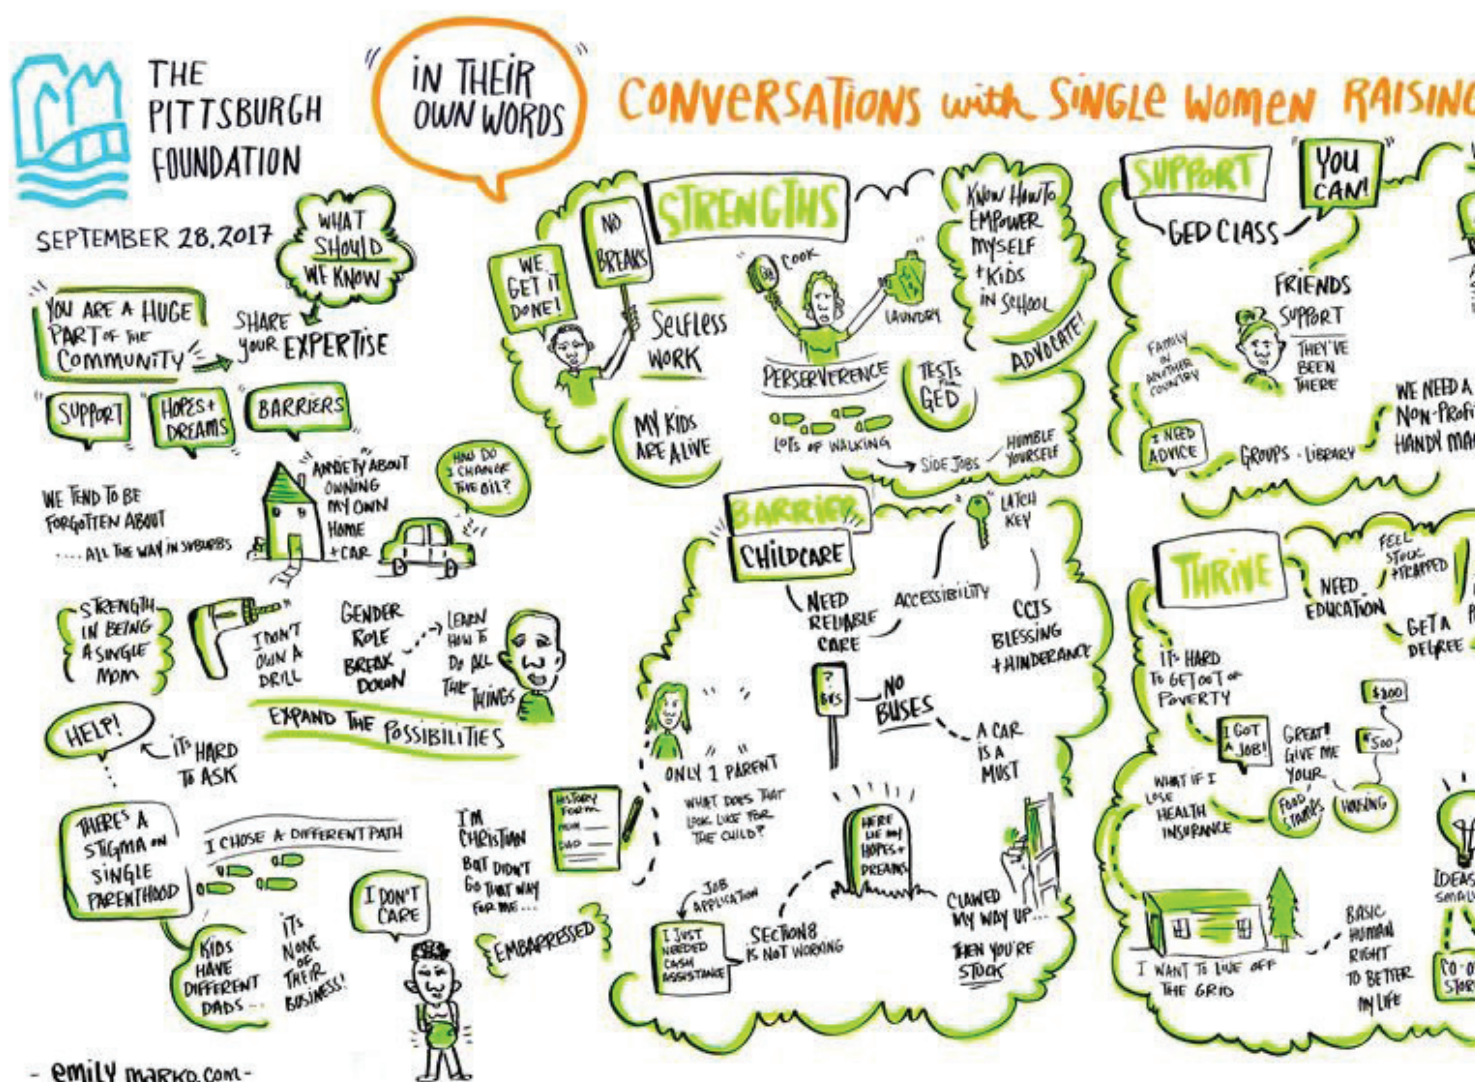 THE
PITTSBURGH
FOUNDATION
"IN THEIR
OWN WORDS"
CONVERSATIONS with SINGLE WOMEN RAISING
SEPTEMBER 28, 2017
WHAT
SHOULD
WE KNOW
"YOU ARE A HUGE
PART OF THE
COMMUNITY"
SHARE
YOUR EXPERTISE
SUPPORT
HOPES +
DREAMS
BARRIERS
WE TEND TO BE
FORGOTTEN ABOUT
.... ALL THE WAY IN SUBURBS
ANXIETY ABOUT
OWNING
MY OWN
HOME
+ CAR
HOW DO
I CHANGE
THE OIL?
STRENGTH
IN BEING
A SINGLE
MOM
I DON'T
OWN A
DRILL
GENDER
ROLE
BREAK
DOWN
LEARN
HOW TO
DO ALL
THE
THINGS
EXPAND THE POSSIBILITIES
HELP!
IT'S HARD
TO ASK
THERE'S A
STIGMA ON
SINGLE
PARENTHOOD
I CHOSE A DIFFERENT PATH
KIDS
HAVE
DIFFERENT
DADS...
ITS
NONE
OF
THEIR
BUSINESS!
I DON'T
CARE
I'M
CHRISTIAN
BUT DIDN'T
GO THAT WAY
FOR ME...
EMBARRESSED
- emily marko.com -
STRENGTHS
NO
BREAKS
WE
GET IT
DONE!
SELFLESS
WORK
MY KIDS
ARE ALIVE
COOK
LAUNDRY
PERSERVERENCE
LOTS OF WALKING
TESTS
FOR
GED
SIDE JOBS
HUMBLE
YOURSELF
KNOW HOW TO
EMPOWER
MYSELF
+ KIDS
IN SCHOOL
ADVOCATE!
BARRIER
CHILDCARE
NEED
RELIABLE
CARE
ACCESSIBILITY
"LATCH
KEY"
CCIS
BLESSING
+ HINDERANCE
?
BUS
NO
BUSES
A CAR
IS A
MUST
ONLY 1 PARENT
WHAT DOES THAT
LOOK LIKE FOR
THE CHILD?
HISTORY
FORM
MOM
DAD
JOB
APPLICATION
I JUST
NEEDED
CASH
ASSISTANCE
SECTION 8
IS NOT WORKING
HERE
LIE MY
HOPES +
DREAMS
CLAWED
MY WAY UP...
THEN YOU'RE
STUCK
SUPPORT
"YOU
CAN!"
GED CLASS
FRIENDS
SUPPORT
THEY'VE
BEEN
THERE
FAMILY
IN
ANOTHER
COUNTRY
I NEED
ADVICE
GROUPS · LIBRARY
WE NEED A
NON-PROFI
HANDY MA
THRIVE
NEED
EDUCATION
FEEL
STUCK
+ TRAPPED
GET A
DEGREE
IT'S HARD
TO GET OUT OF
POVERTY
I GOT
A JOB!
GREAT!
GIVE ME
YOUR
FOOD
STAMPS
HOUSING
$500
$800
WHAT IF I
LOSE
HEALTH
INSURANCE
I WANT TO LIVE OFF
THE GRID
BASIC
HUMAN
RIGHT
TO BETTER
MY LIFE
IDEAS
SMALL
CO-O
STOR